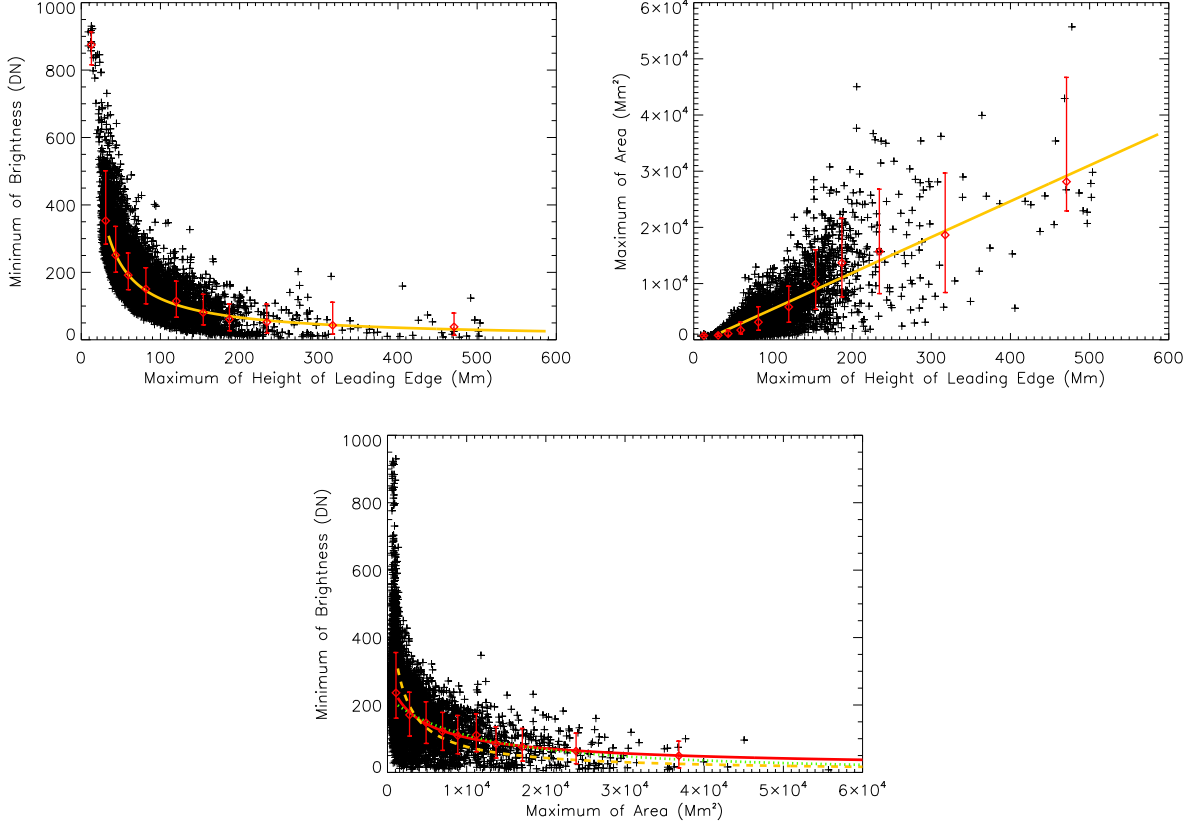 1000
800
600
400
200
0
Minimum of Brightness (DN)
0 100 200 300 400 500 600
Maximum of Height of Leading Edge (Mm)
6×10⁴
5×10⁴
4×10⁴
3×10⁴
2×10⁴
1×10⁴
0
Maximum of Area (Mm²)
0 100 200 300 400 500 600
Maximum of Height of Leading Edge (Mm)
1000
800
600
400
200
0
Minimum of Brightness (DN)
0 1×10⁴ 2×10⁴ 3×10⁴ 4×10⁴ 5×10⁴ 6×10⁴
Maximum of Area (Mm²)